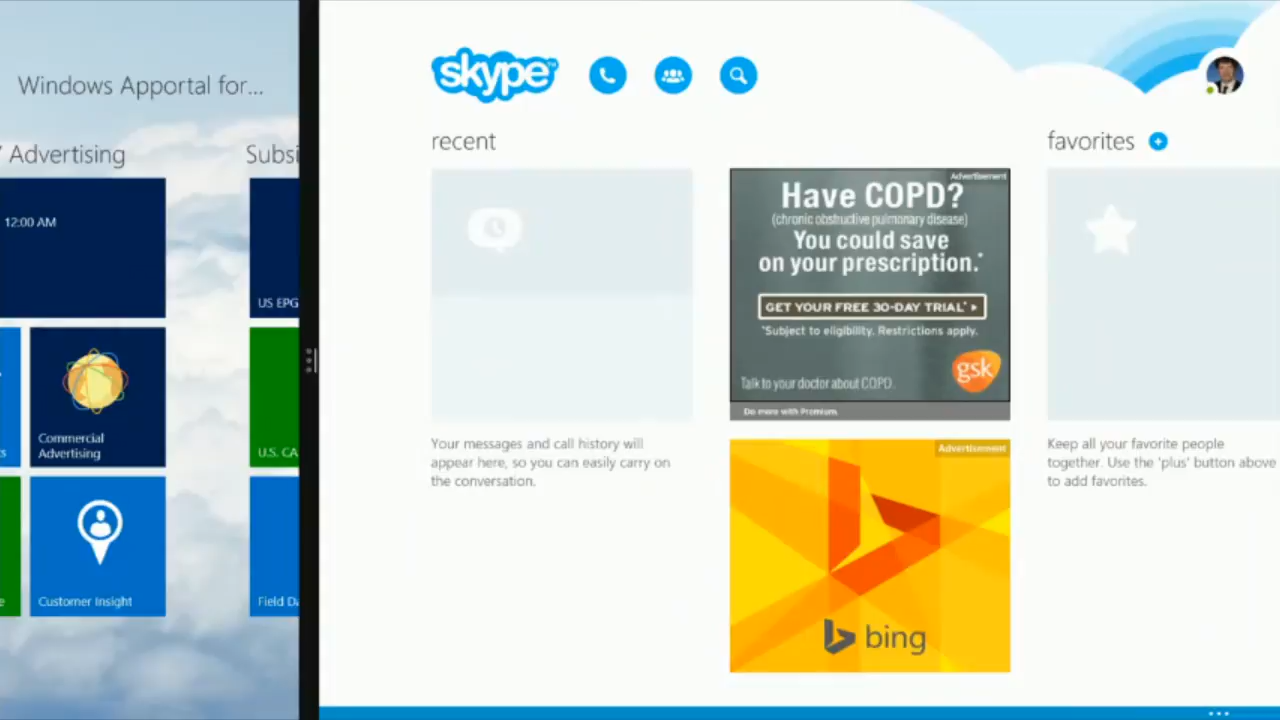 Windows Apportal for...
Advertising
Subsi
12:00 AM
US EPG
Commercial
Advertising
U.S. CA
Customer Insight
Field Da
skype™
recent
favorites
Your messages and call history will
appear here, so you can easily carry on
the conversation.
Advertisement
Have COPD?
(chronic obstructive pulmonary disease)
You could save
on your prescription.*
GET YOUR FREE 30-DAY TRIAL*
*Subject to eligibility. Restrictions apply.
gsk
Talk to your doctor about COPD.
Do more with Premium.
Advertisement
bing
Keep all your favorite people
together. Use the 'plus' button above
to add favorites.